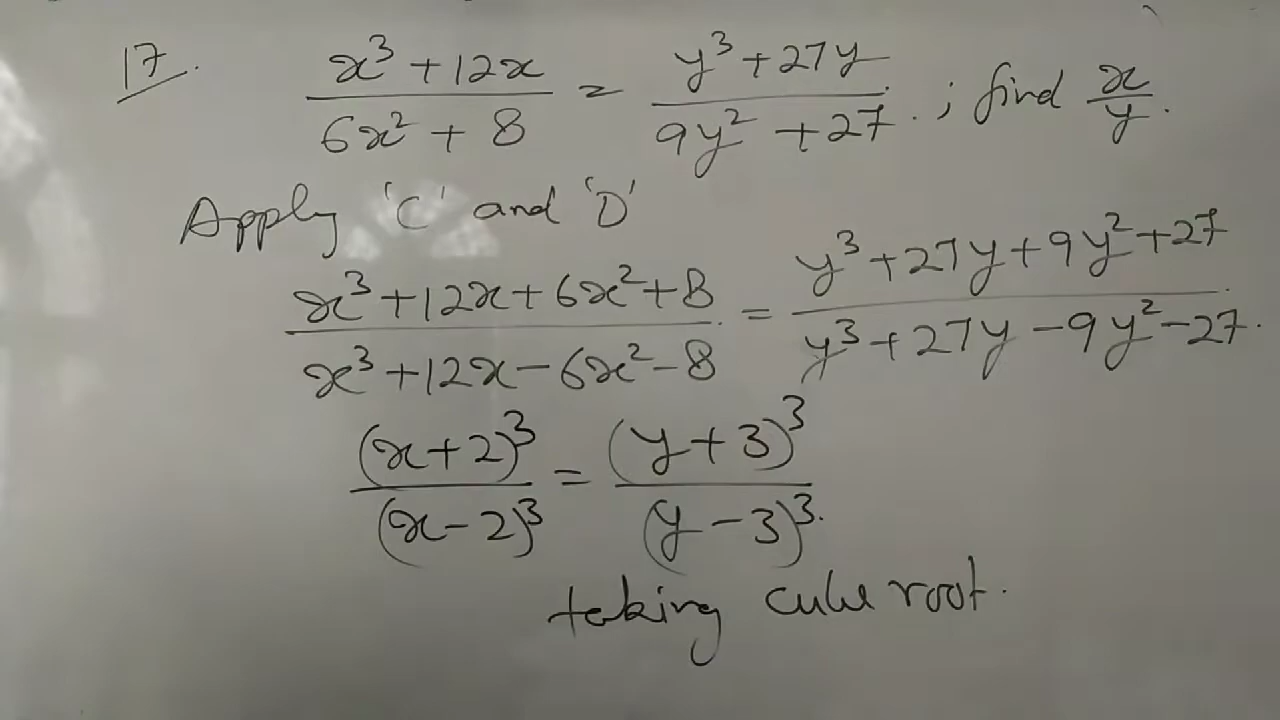 17. x³ + 12x / 6x² + 8 = y³ + 27y / 9y² + 27 . ; find x / y .
Apply 'C' and 'D'
x³ + 12x + 6x² + 8 / x³ + 12x - 6x² - 8 = y³ + 27y + 9y² + 27 / y³ + 27y - 9y² - 27 .
(x + 2)³ / (x - 2)³ = (y + 3)³ / (y - 3)³ .
taking cube root .